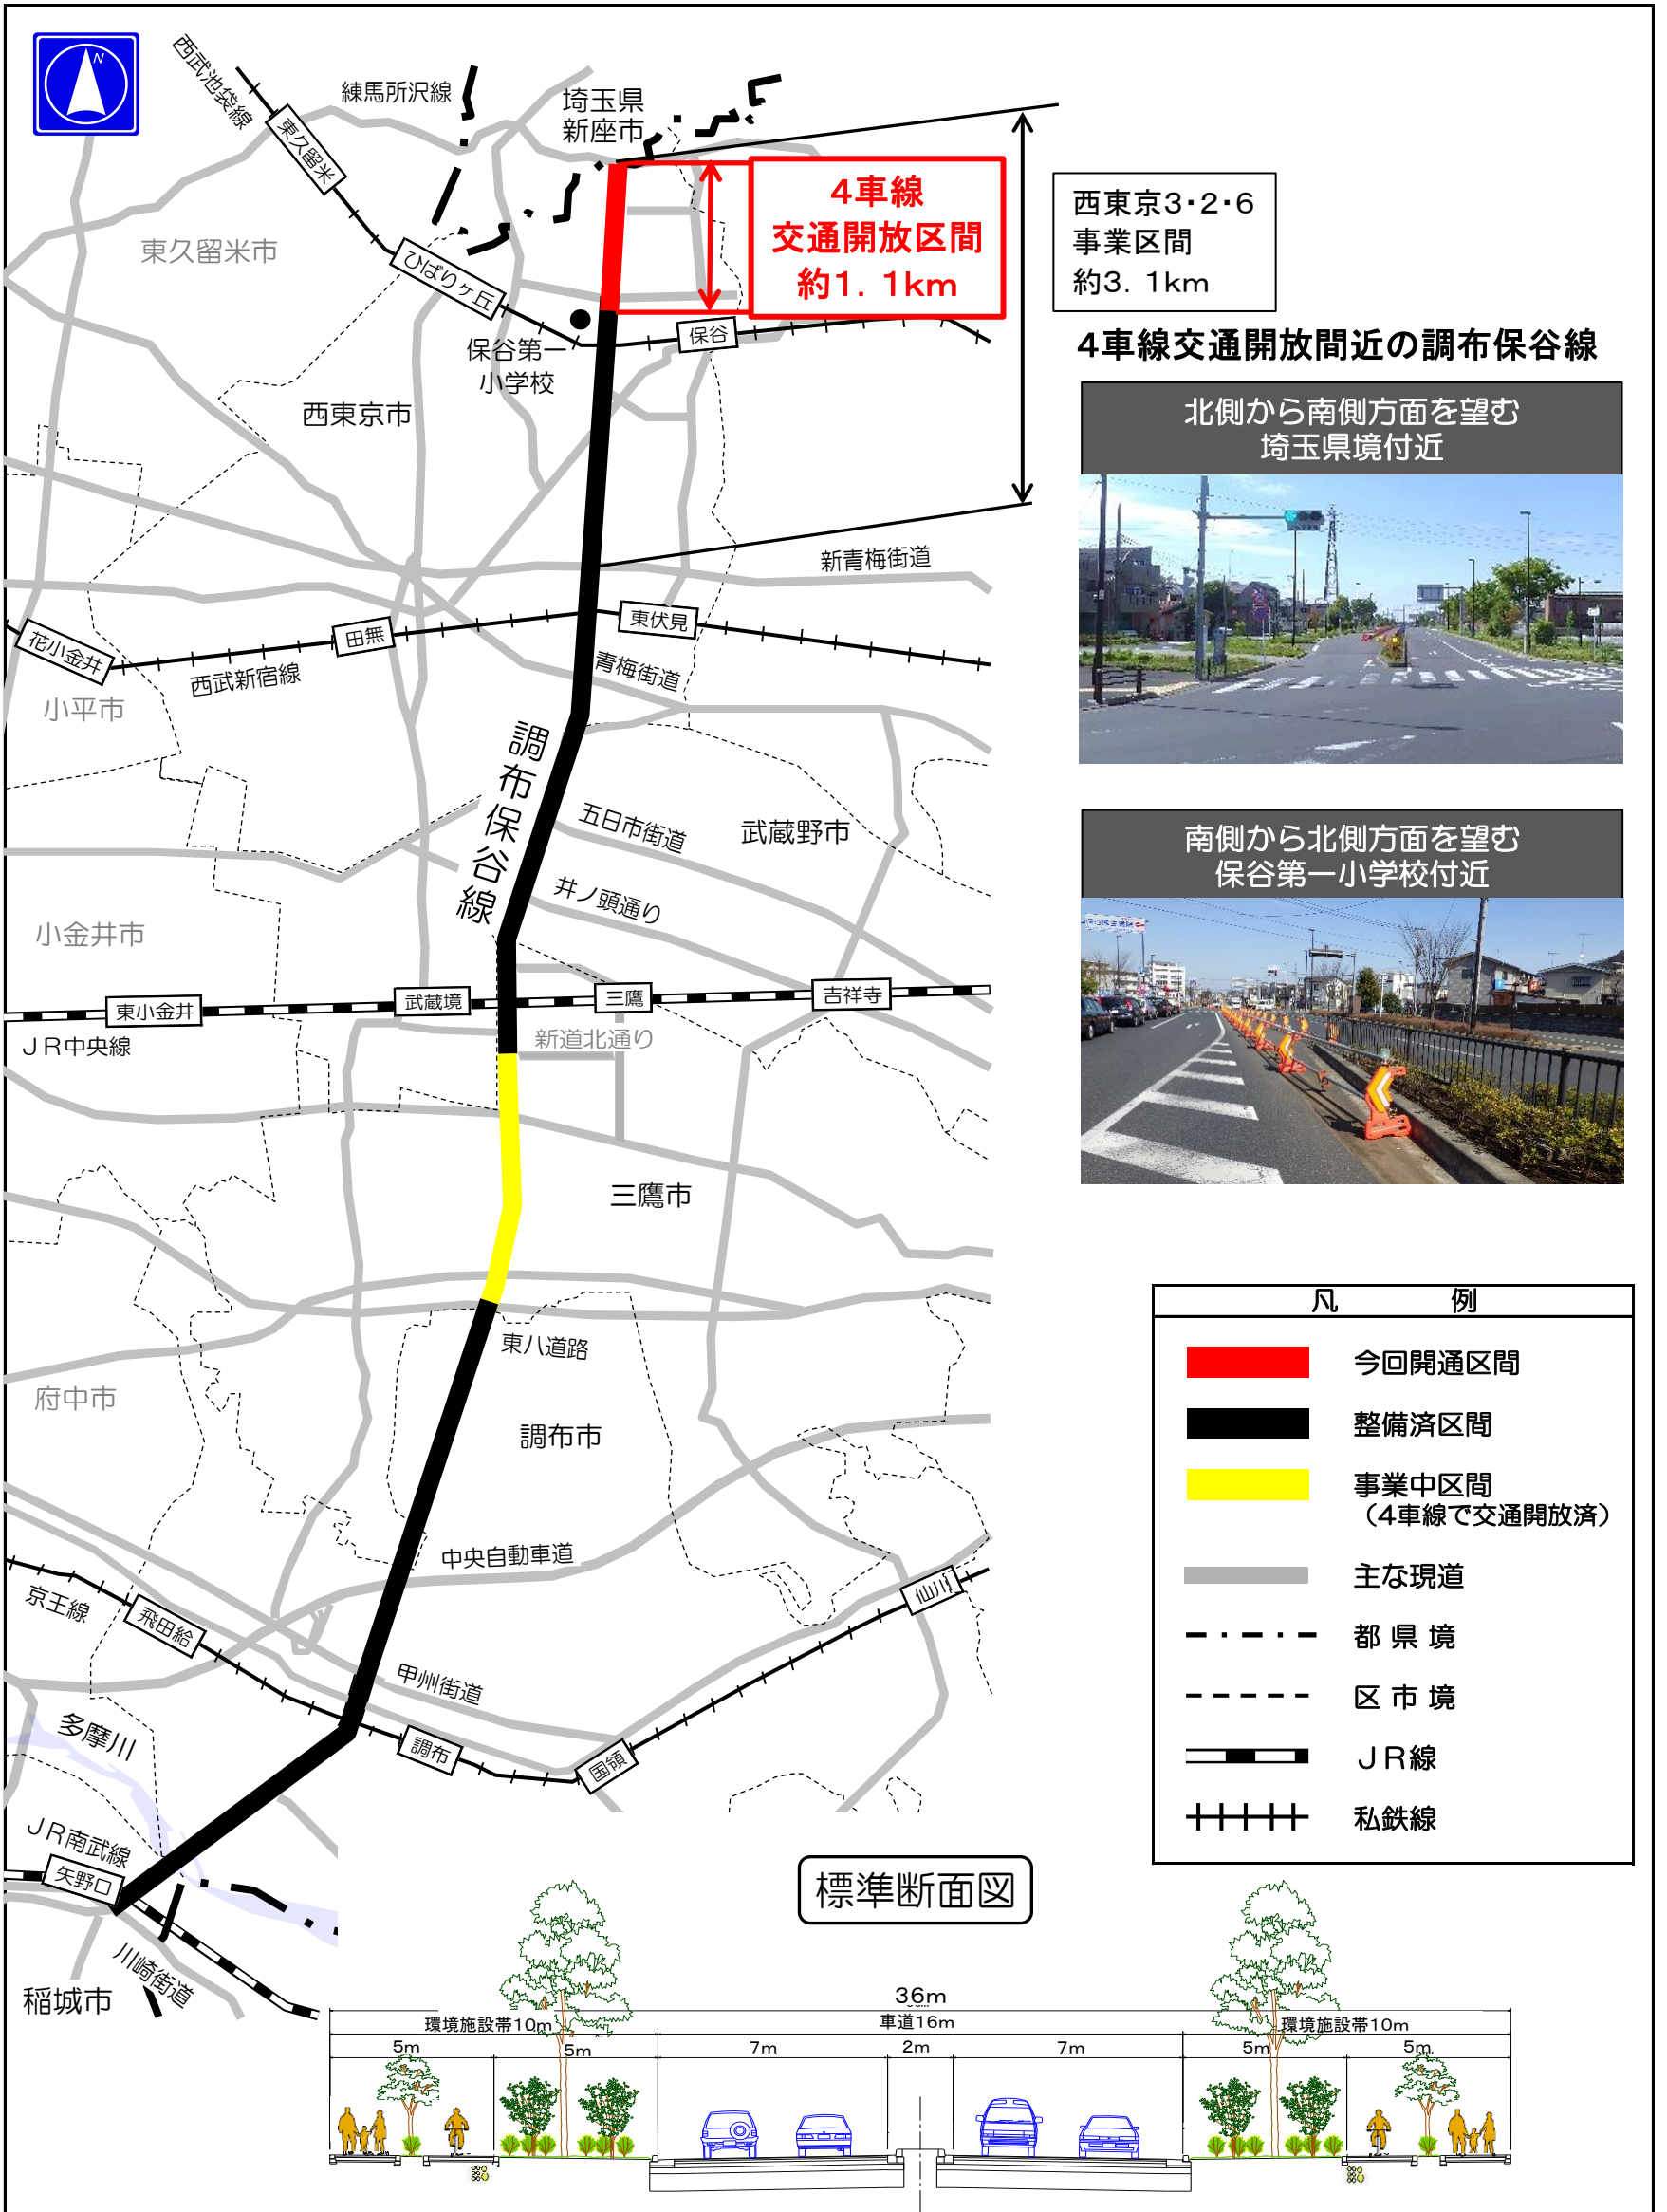 N
西武池袋線
練馬所沢線
埼玉県
新座市
東久留米
4車線
交通開放区間
約1. 1km
西東京3・2・6
事業区間
約3. 1km
東久留米市
ひばりヶ丘
保谷
保谷第一
小学校
西東京市
4車線交通開放間近の調布保谷線
北側から南側方面を望む
埼玉県境付近
新青梅街道
花小金井
田無
東伏見
西武新宿線
青梅街道
小平市
調布保谷線
五日市街道
武蔵野市
井ノ頭通り
南側から北側方面を望む
保谷第一小学校付近
小金井市
東小金井
武蔵境
三鷹
吉祥寺
JR中央線
新道北通り
三鷹市
東八道路
府中市
調布市
中央自動車道
京王線
飛田給
仙川
甲州街道
調布
国領
多摩川
JR南武線
矢野口
川崎街道
稲城市
凡 例
今回開通区間
整備済区間
事業中区間
（4車線で交通開放済）
主な現道
都 県 境
区 市 境
JR線
私鉄線
標準断面図
36m
環境施設帯10m
車道16m
環境施設帯10m
5m
5m
7m
2m
7m
5m
5m